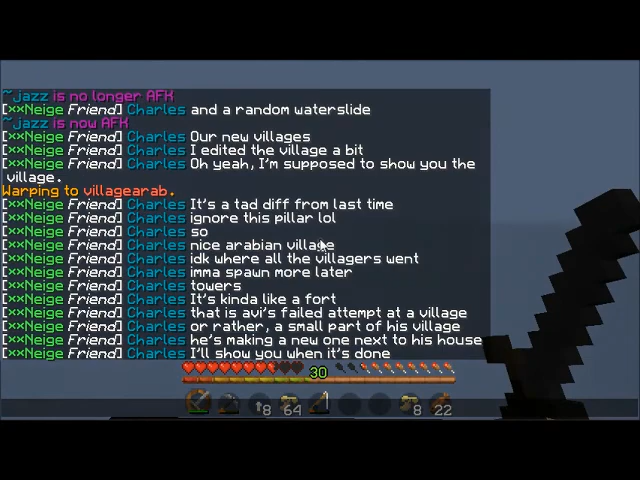 ~jazz is no longer AFK
[××Neige Friend] Charles and a random waterslide
~jazz is now AFK
[××Neige Friend] Charles Our new villages
[××Neige Friend] Charles I edited the village a bit
[××Neige Friend] Charles Oh yeah, I'm supposed to show you the
village.
Warping to villagearab.
[××Neige Friend] Charles It's a tad diff from last time
[××Neige Friend] Charles ignore this pillar lol
[××Neige Friend] Charles so
[××Neige Friend] Charles nice arabian village
[××Neige Friend] Charles idk where all the villagers went
[××Neige Friend] Charles imma spawn more later
[××Neige Friend] Charles towers
[××Neige Friend] Charles It's kinda like a fort
[××Neige Friend] Charles that is avi's failed attempt at a village
[××Neige Friend] Charles or rather, a small part of his village
[××Neige Friend] Charles he's making a new one next to his house
[××Neige Friend] Charles I'll show you when it's done
30
8 64 8 22